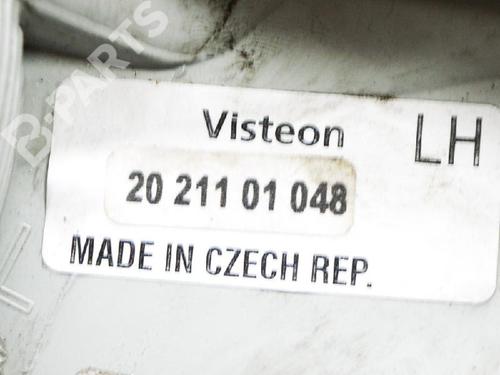 B-PARTS
Visteon
LH
20 211 01 048
MADE IN CZECH REP.